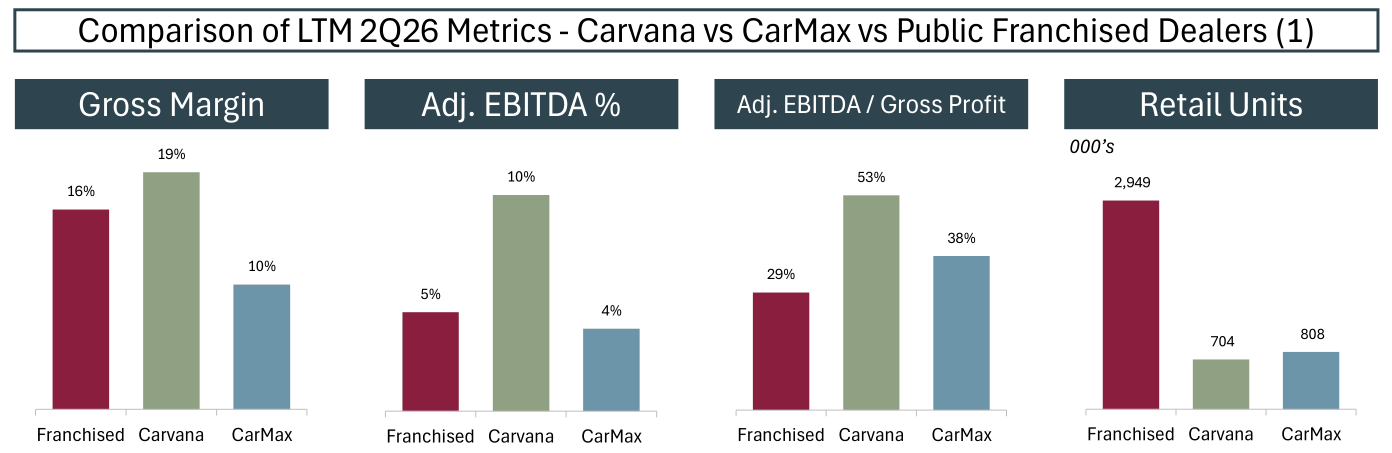 Comparison of LTM 2Q26 Metrics - Carvana vs CarMax vs Public Franchised Dealers (1)
Gross Margin
16%
19%
10%
Franchised
Carvana
CarMax
Adj. EBITDA %
5%
10%
4%
Franchised
Carvana
CarMax
Adj. EBITDA / Gross Profit
29%
53%
38%
Franchised
Carvana
CarMax
Retail Units
000's
2,949
704
808
Franchised
Carvana
CarMax